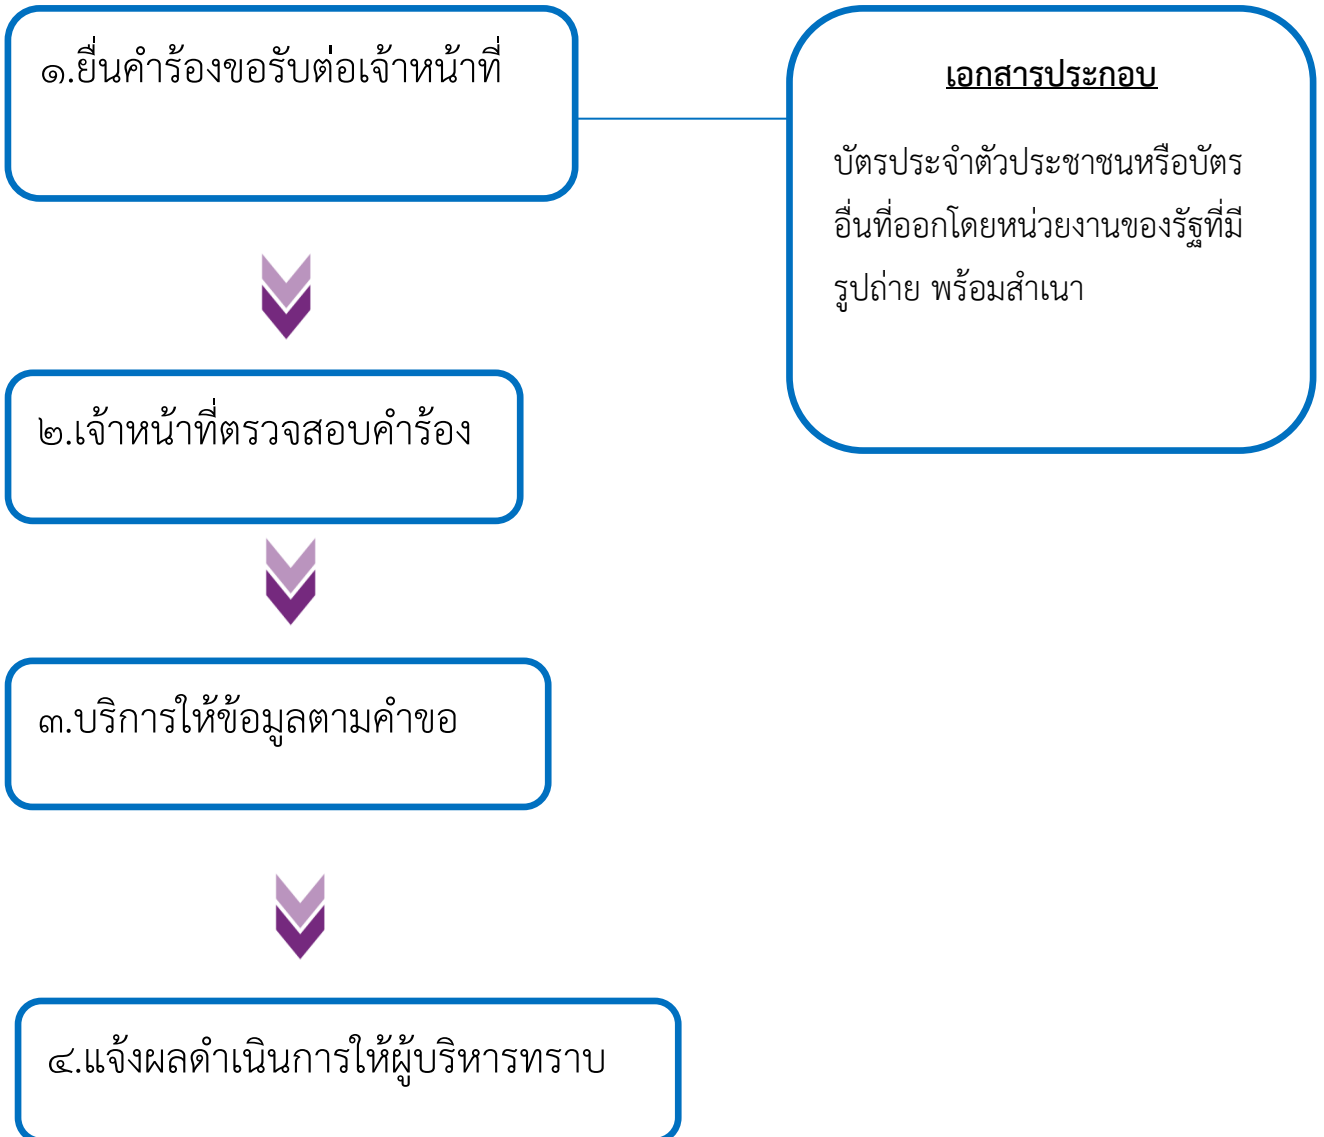 ๑.ยื่นคำร้องขอรับต่อเจ้าหน้าที่
เอกสารประกอบ
บัตรประจำตัวประชาชนหรือบัตร
อื่นที่ออกโดยหน่วยงานของรัฐที่มี
รูปถ่าย พร้อมสำเนา
๒.เจ้าหน้าที่ตรวจสอบคำร้อง
๓.บริการให้ข้อมูลตามคำขอ
๔.แจ้งผลดำเนินการให้ผู้บริหารทราบ